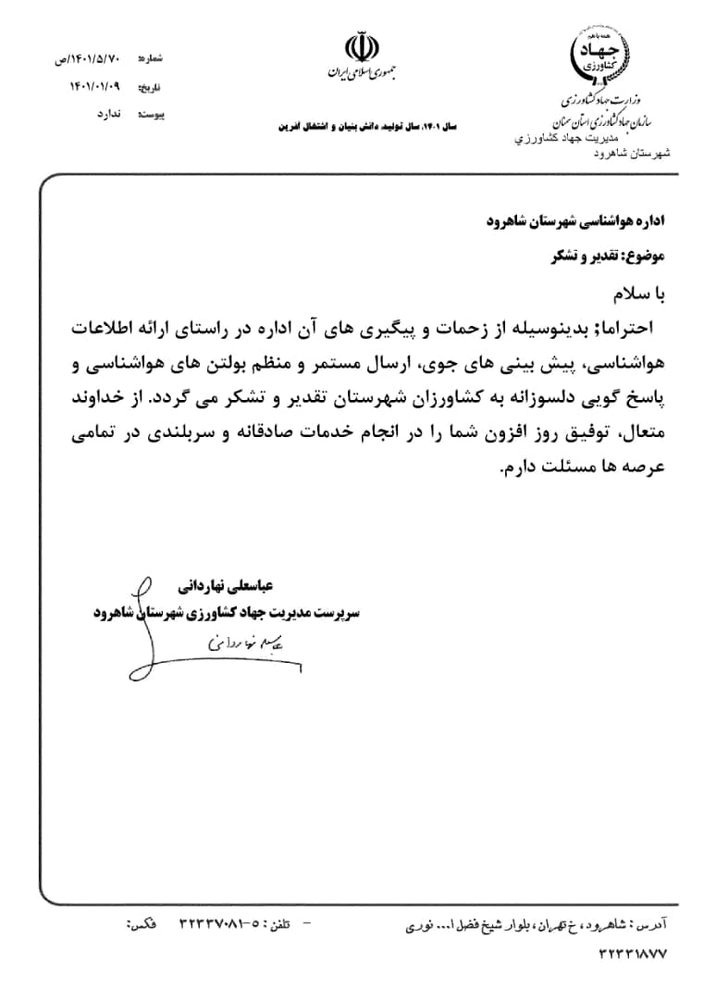 همه با هم
جهاد
کشاورزی
وزارت جهاد کشاورزی
سازمان جهاد کشاورزی استان سمنان
مدیریت جهاد کشاورزي
شهرستان شاهرود
جمهوری اسلامی ایران
سال ۱۴۰۱، سال تولید، دانش بنیان و اشتغال آفرین
شماره: ۱۴۰۱/۵/۷۰/ص
تاریخ: ۱۴۰۱/۰۱/۰۹
پیوست: ندارد
اداره هواشناسی شهرستان شاهرود
موضوع: تقدیر و تشکر
با سلام
احتراما; بدینوسیله از زحمات و پیگیری های آن اداره در راستای ارائه اطلاعات
هواشناسی، پیش بینی های جوی، ارسال مستمر و منظم بولتن های هواشناسی و
پاسخ گویی دلسوزانه به کشاورزان شهرستان تقدیر و تشکر می گردد. از خداوند
متعال، توفیق روز افزون شما را در انجام خدمات صادقانه و سربلندی در تمامی
عرصه ها مسئلت دارم.
عباسعلی نهاردانی
سرپرست مدیریت جهاد کشاورزی شهرستان شاهرود
آدرس : شاهرود، خ تهران، بلوار شیخ فضل ا... نوری – تلفن : ۵-۳۲۳۳۷۰۸۱ فکس:
۳۲۳۳۱۸۷۷